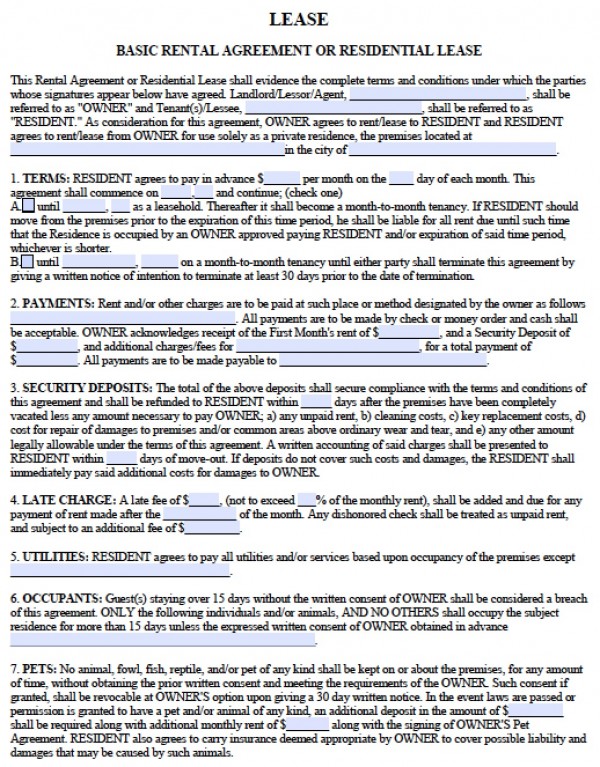 LEASE
BASIC RENTAL AGREEMENT OR RESIDENTIAL LEASE
This Rental Agreement or Residential Lease shall evidence the complete terms and conditions under which the parties
whose signatures appear below have agreed. Landlord/Lessor/Agent, ________________, shall be
referred to as "OWNER" and Tenant(s)/Lessee, ________________, shall be referred to as
"RESIDENT." As consideration for this agreement, OWNER agrees to rent/lease to RESIDENT and RESIDENT
agrees to rent/lease from OWNER for use solely as a private residence, the premises located at
________________in the city of ________________.
1. TERMS: RESIDENT agrees to pay in advance $_____ per month on the ____ day of each month. This
agreement shall commence on _____,___ and continue; (check one)
A.☐ until ______, ___ as a leasehold. Thereafter it shall become a month-to-month tenancy. If RESIDENT should
move from the premises prior to the expiration of this time period, he shall be liable for all rent due until such time
that the Residence is occupied by an OWNER approved paying RESIDENT and/or expiration of said time period,
whichever is shorter.
B.☐ until __________, _____ on a month-to-month tenancy until either party shall terminate this agreement by
giving a written notice of intention to terminate at least 30 days prior to the date of termination.
2. PAYMENTS: Rent and/or other charges are to be paid at such place or method designated by the owner as follows
________________. All payments are to be made by check or money order and cash shall
be acceptable. OWNER acknowledges receipt of the First Month's rent of $________, and a Security Deposit of
$________, and additional charges/fees for ________________, for a total payment of
$________. All payments are to be made payable to ________________.
3. SECURITY DEPOSITS: The total of the above deposits shall secure compliance with the terms and conditions of
this agreement and shall be refunded to RESIDENT within _____ days after the premises have been completely
vacated less any amount necessary to pay OWNER; a) any unpaid rent, b) cleaning costs, c) key replacement costs, d)
cost for repair of damages to premises and/or common areas above ordinary wear and tear, and e) any other amount
legally allowable under the terms of this agreement. A written accounting of said charges shall be presented to
RESIDENT within _____ days of move-out. If deposits do not cover such costs and damages, the RESIDENT shall
immediately pay said additional costs for damages to OWNER.
4. LATE CHARGE: A late fee of $_____, (not to exceed ___% of the monthly rent), shall be added and due for any
payment of rent made after the ____________ of the month. Any dishonored check shall be treated as unpaid rent,
and subject to an additional fee of $________.
5. UTILITIES: RESIDENT agrees to pay all utilities and/or services based upon occupancy of the premises except
________________.
6. OCCUPANTS: Guest(s) staying over 15 days without the written consent of OWNER shall be considered a breach
of this agreement. ONLY the following individuals and/or animals, AND NO OTHERS shall occupy the subject
residence for more than 15 days unless the expressed written consent of OWNER obtained in advance
________________.
7. PETS: No animal, fowl, fish, reptile, and/or pet of any kind shall be kept on or about the premises, for any amount
of time, without obtaining the prior written consent and meeting the requirements of the OWNER. Such consent if
granted, shall be revocable at OWNER'S option upon giving a 30 day written notice. In the event laws are passed or
permission is granted to have a pet and/or animal of any kind, an additional deposit in the amount of $________
shall be required along with additional monthly rent of $______ along with the signing of OWNER'S Pet
Agreement. RESIDENT also agrees to carry insurance deemed appropriate by OWNER to cover possible liability and
damages that may be caused by such animals.